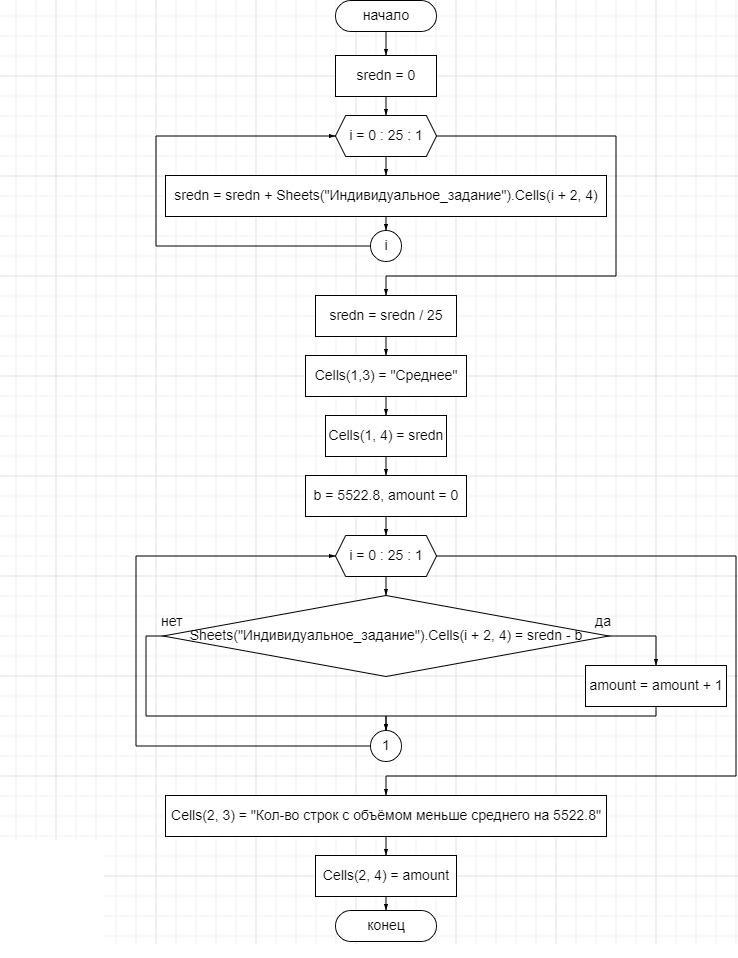 начало
sredn = 0
i = 0 : 25 : 1
sredn = sredn + Sheets("Индивидуальное_задание").Cells(i + 2, 4)
i
sredn = sredn / 25
Cells(1,3) = "Среднее"
Cells(1, 4) = sredn
b = 5522.8, amount = 0
i = 0 : 25 : 1
нет
да
Sheets("Индивидуальное_задание").Cells(i + 2, 4) = sredn - b
amount = amount + 1
1
Cells(2, 3) = "Кол-во строк с объёмом меньше среднего на 5522.8"
Cells(2, 4) = amount
конец